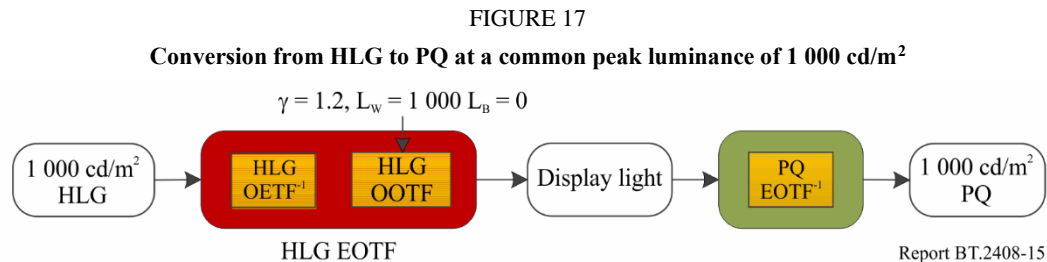 FIGURE 17
Conversion from HLG to PQ at a common peak luminance of 1 000 cd/m²
γ = 1.2, L_W = 1 000 L_B = 0
1 000 cd/m²
HLG
HLG
OETF⁻¹
HLG
OOTF
Display light
PQ
EOTF⁻¹
1 000 cd/m²
PQ
HLG EOTF
Report BT.2408-15